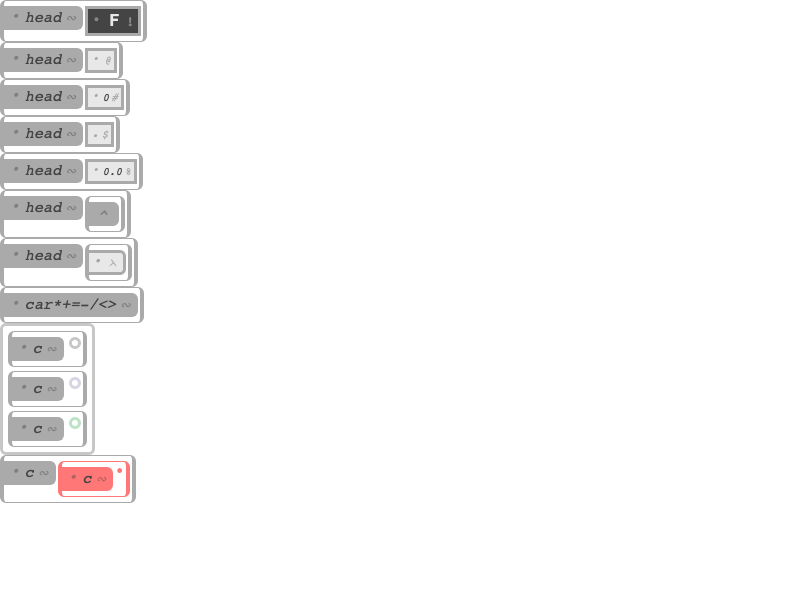 * head ~ * F !
* head ~ * @
* head ~ * 0 #
* head ~ • $
* head ~ * 0.0 %
* head ~ ^
* head ~ * λ
* car*+=-/<> ~
* c ~
* c ~
* c ~
* c ~ * c ~